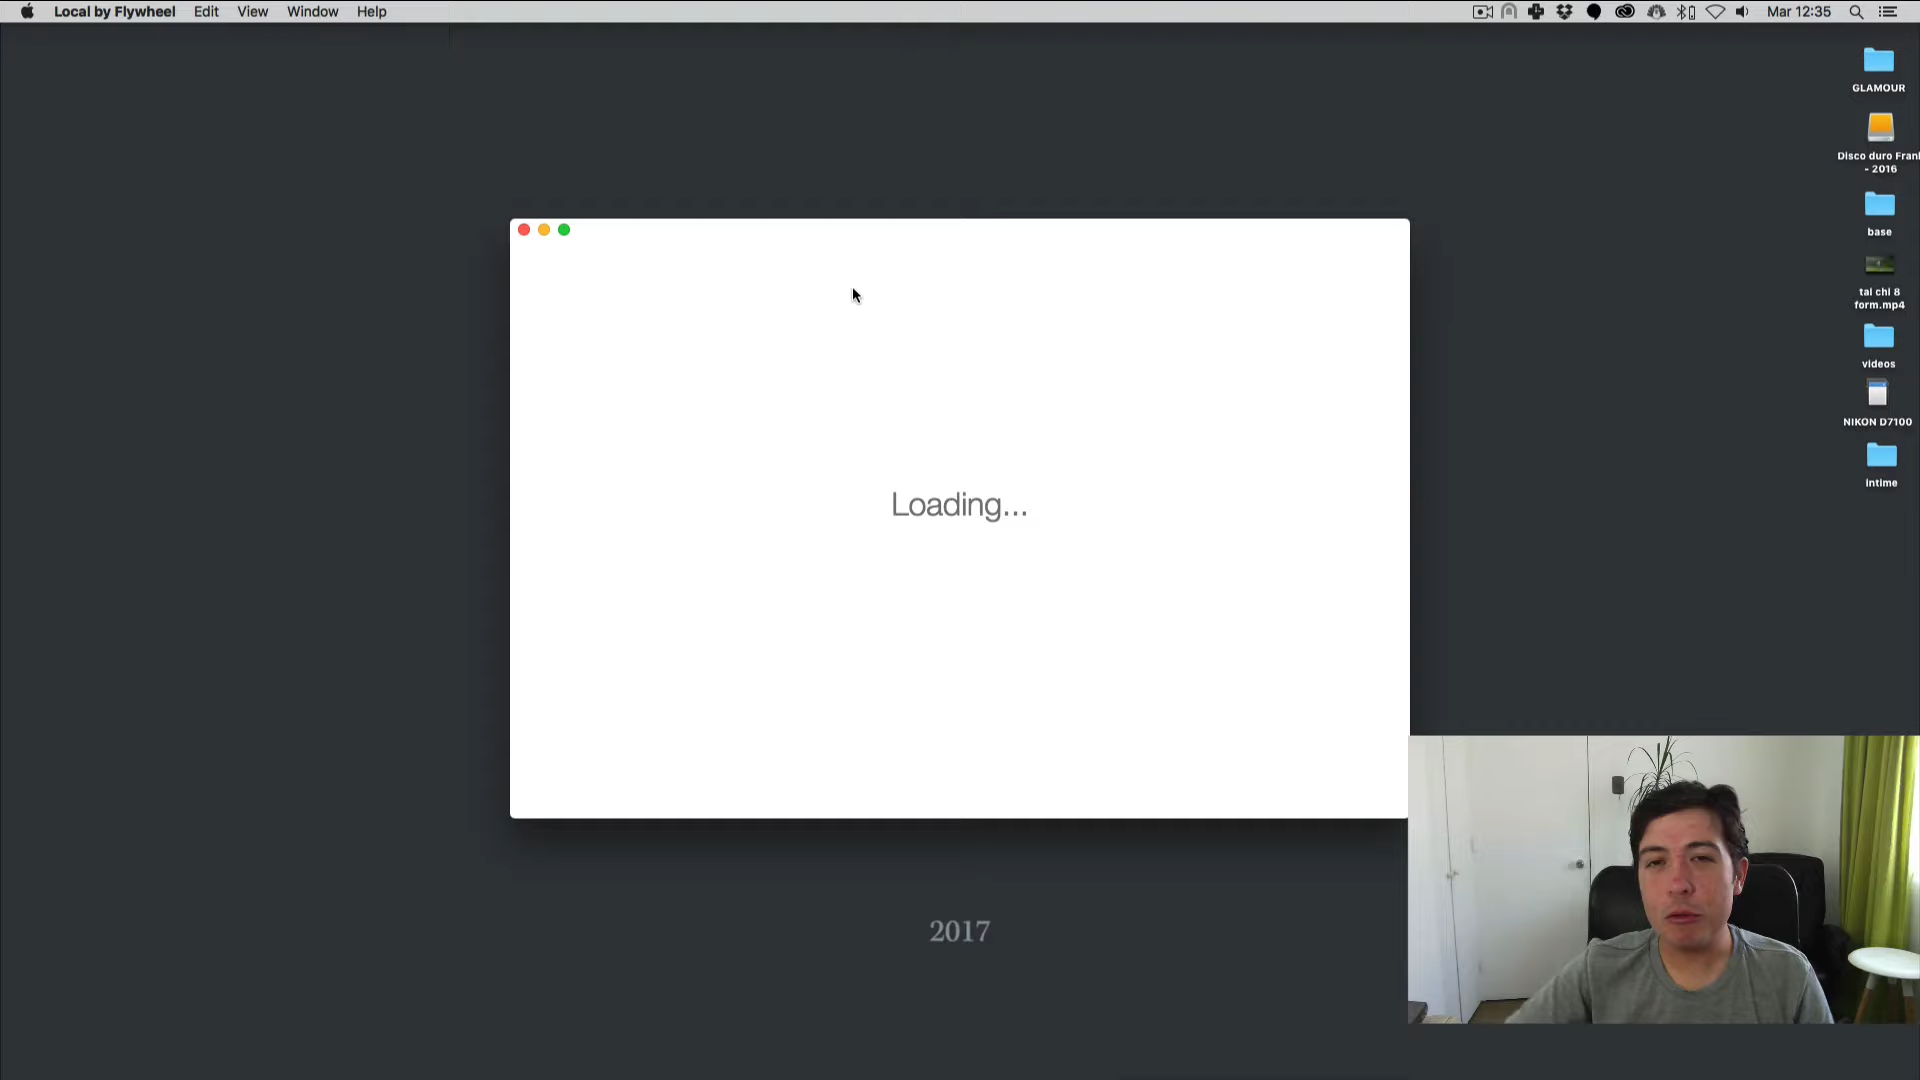 Local by Flywheel Edit View Window Help Mar 12:35
GLAMOUR
Disco duro Fran
- 2016
base
tai chi 8
form.mp4
videos
NIKON D7100
intime
Loading...
2017